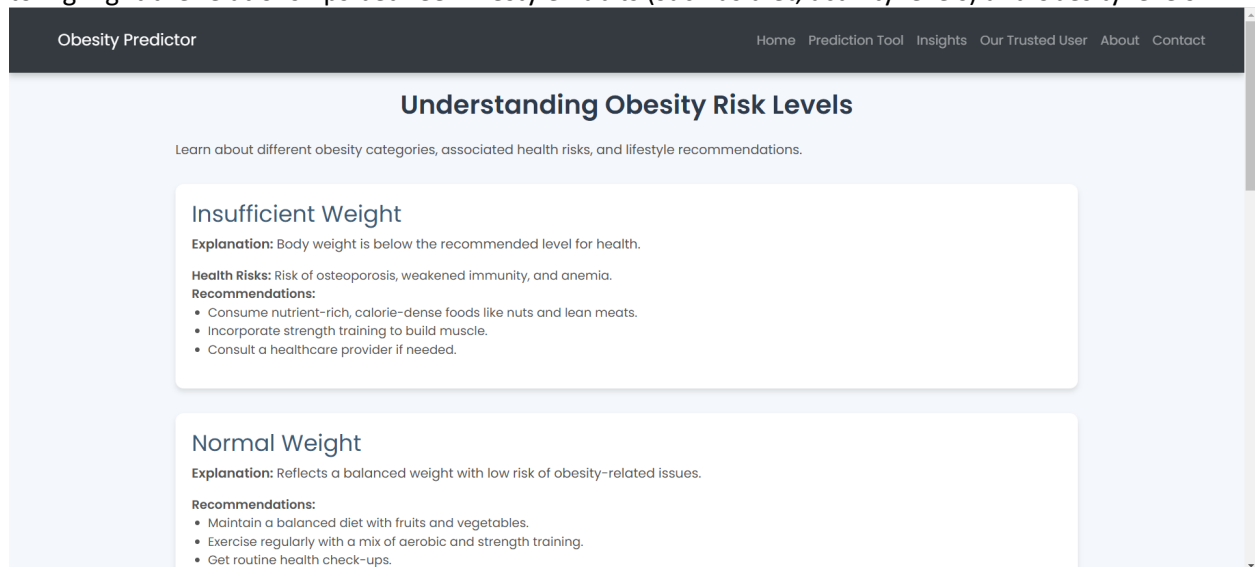 Obesity Predictor
Home Prediction Tool Insights Our Trusted User About Contact
Understanding Obesity Risk Levels
Learn about different obesity categories, associated health risks, and lifestyle recommendations.
Insufficient Weight
Explanation: Body weight is below the recommended level for health.
Health Risks: Risk of osteoporosis, weakened immunity, and anemia.
Recommendations:
• Consume nutrient-rich, calorie-dense foods like nuts and lean meats.
• Incorporate strength training to build muscle.
• Consult a healthcare provider if needed.
Normal Weight
Explanation: Reflects a balanced weight with low risk of obesity-related issues.
Recommendations:
• Maintain a balanced diet with fruits and vegetables.
• Exercise regularly with a mix of aerobic and strength training.
• Get routine health check-ups.